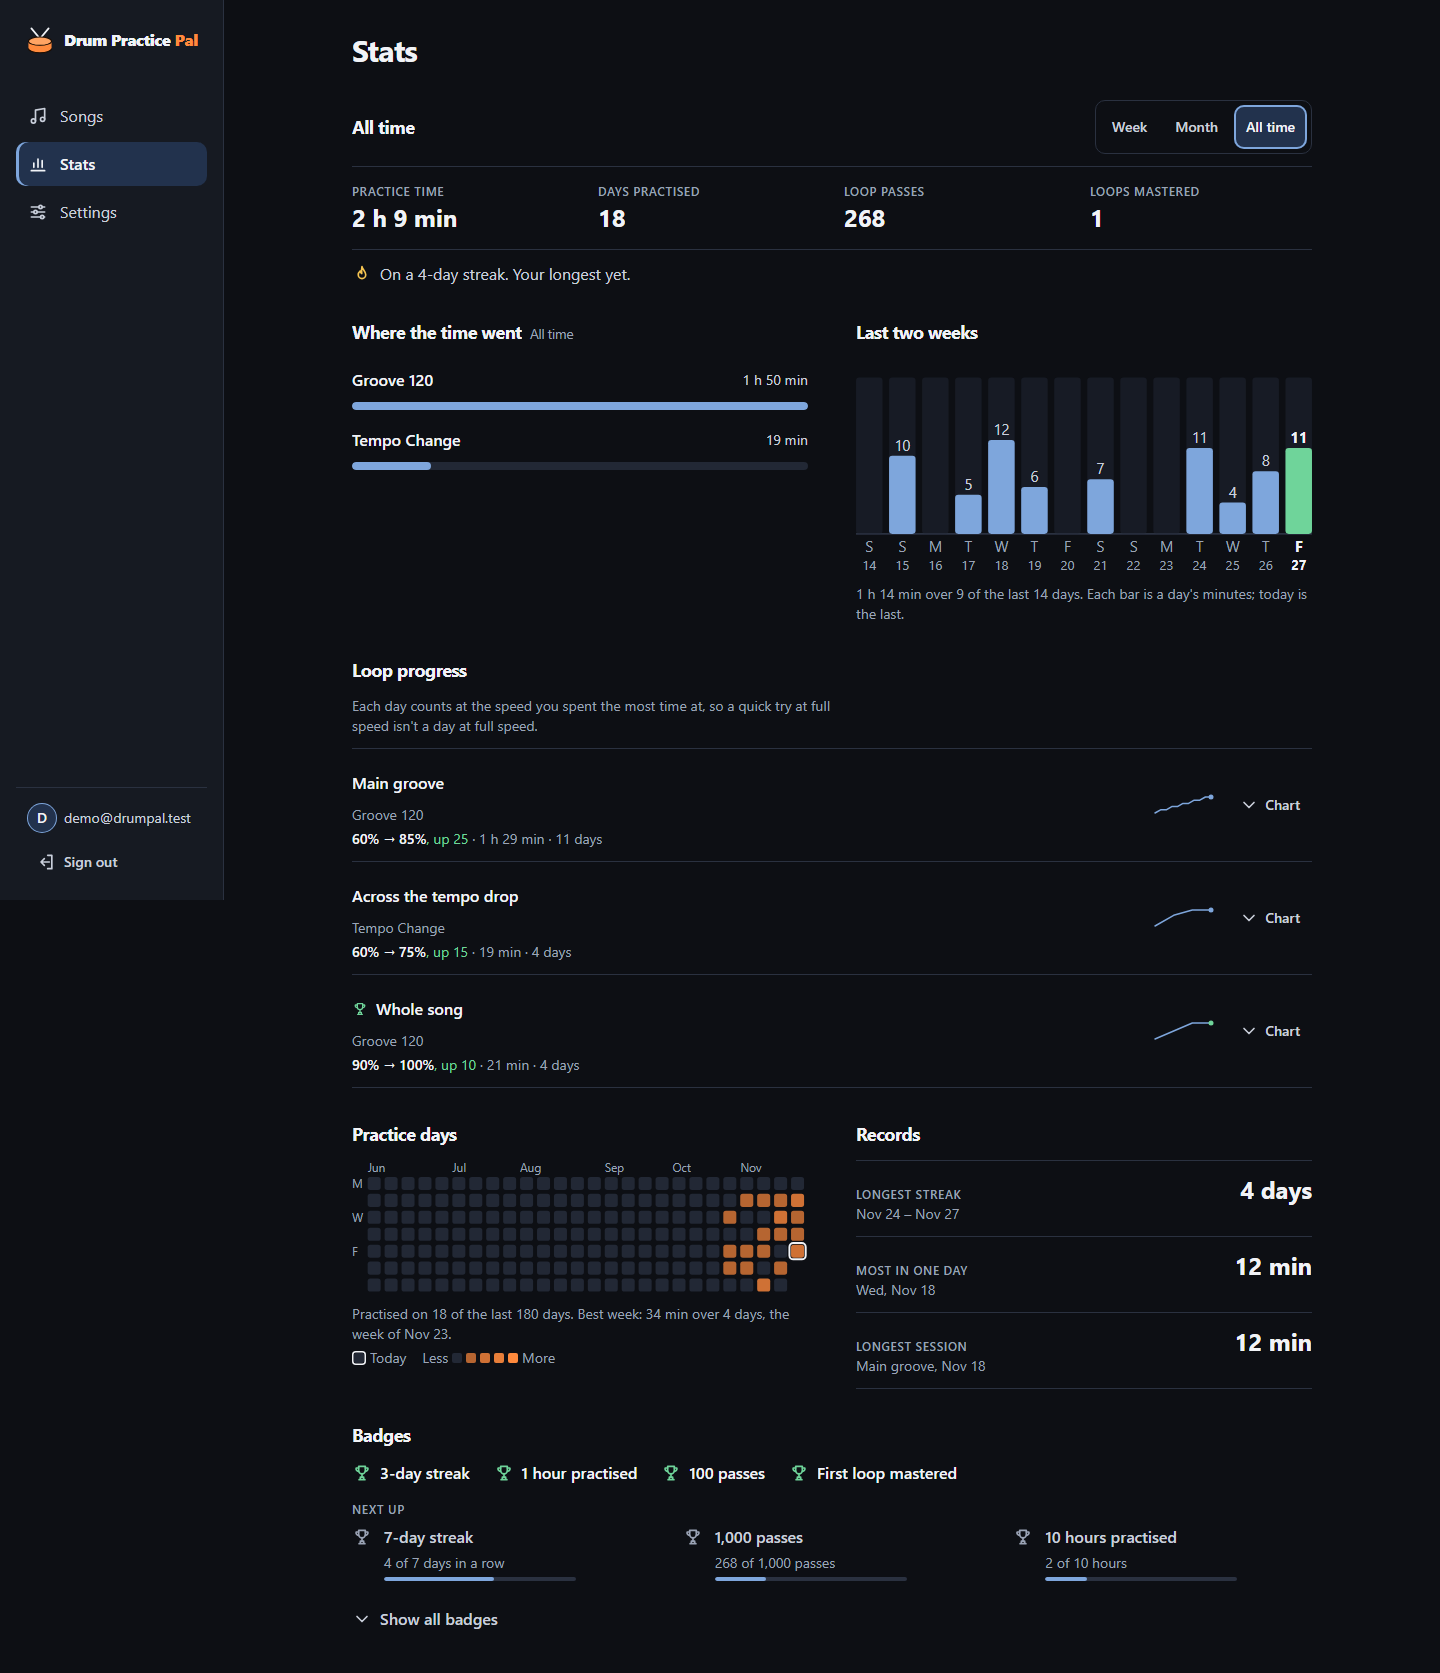 Drum Practice Pal
Songs
Stats
Settings
D demo@drumpal.test
Sign out
Stats
All time
Week Month All time
PRACTICE TIME
2 h 9 min
DAYS PRACTISED
18
LOOP PASSES
268
LOOPS MASTERED
1
On a 4-day streak. Your longest yet.
Where the time went All time
Groove 120 1 h 50 min
Tempo Change 19 min
Last two weeks
10 5 12 6 7 11 4 8 11
S S M T W T F S S M T W T F
14 15 16 17 18 19 20 21 22 23 24 25 26 27
1 h 14 min over 9 of the last 14 days. Each bar is a day's minutes; today is
the last.
Loop progress
Each day counts at the speed you spent the most time at, so a quick try at full
speed isn't a day at full speed.
Main groove
Groove 120
60% → 85%, up 25 · 1 h 29 min · 11 days
Chart
Across the tempo drop
Tempo Change
60% → 75%, up 15 · 19 min · 4 days
Chart
Whole song
Groove 120
90% → 100%, up 10 · 21 min · 4 days
Chart
Practice days
Jun Jul Aug Sep Oct Nov
M
W
F
Practised on 18 of the last 180 days. Best week: 34 min over 4 days, the
week of Nov 23.
Today Less More
Records
LONGEST STREAK
Nov 24 – Nov 27
4 days
MOST IN ONE DAY
Wed, Nov 18
12 min
LONGEST SESSION
Main groove, Nov 18
12 min
Badges
3-day streak 1 hour practised 100 passes First loop mastered
NEXT UP
7-day streak
4 of 7 days in a row
1,000 passes
268 of 1,000 passes
10 hours practised
2 of 10 hours
Show all badges